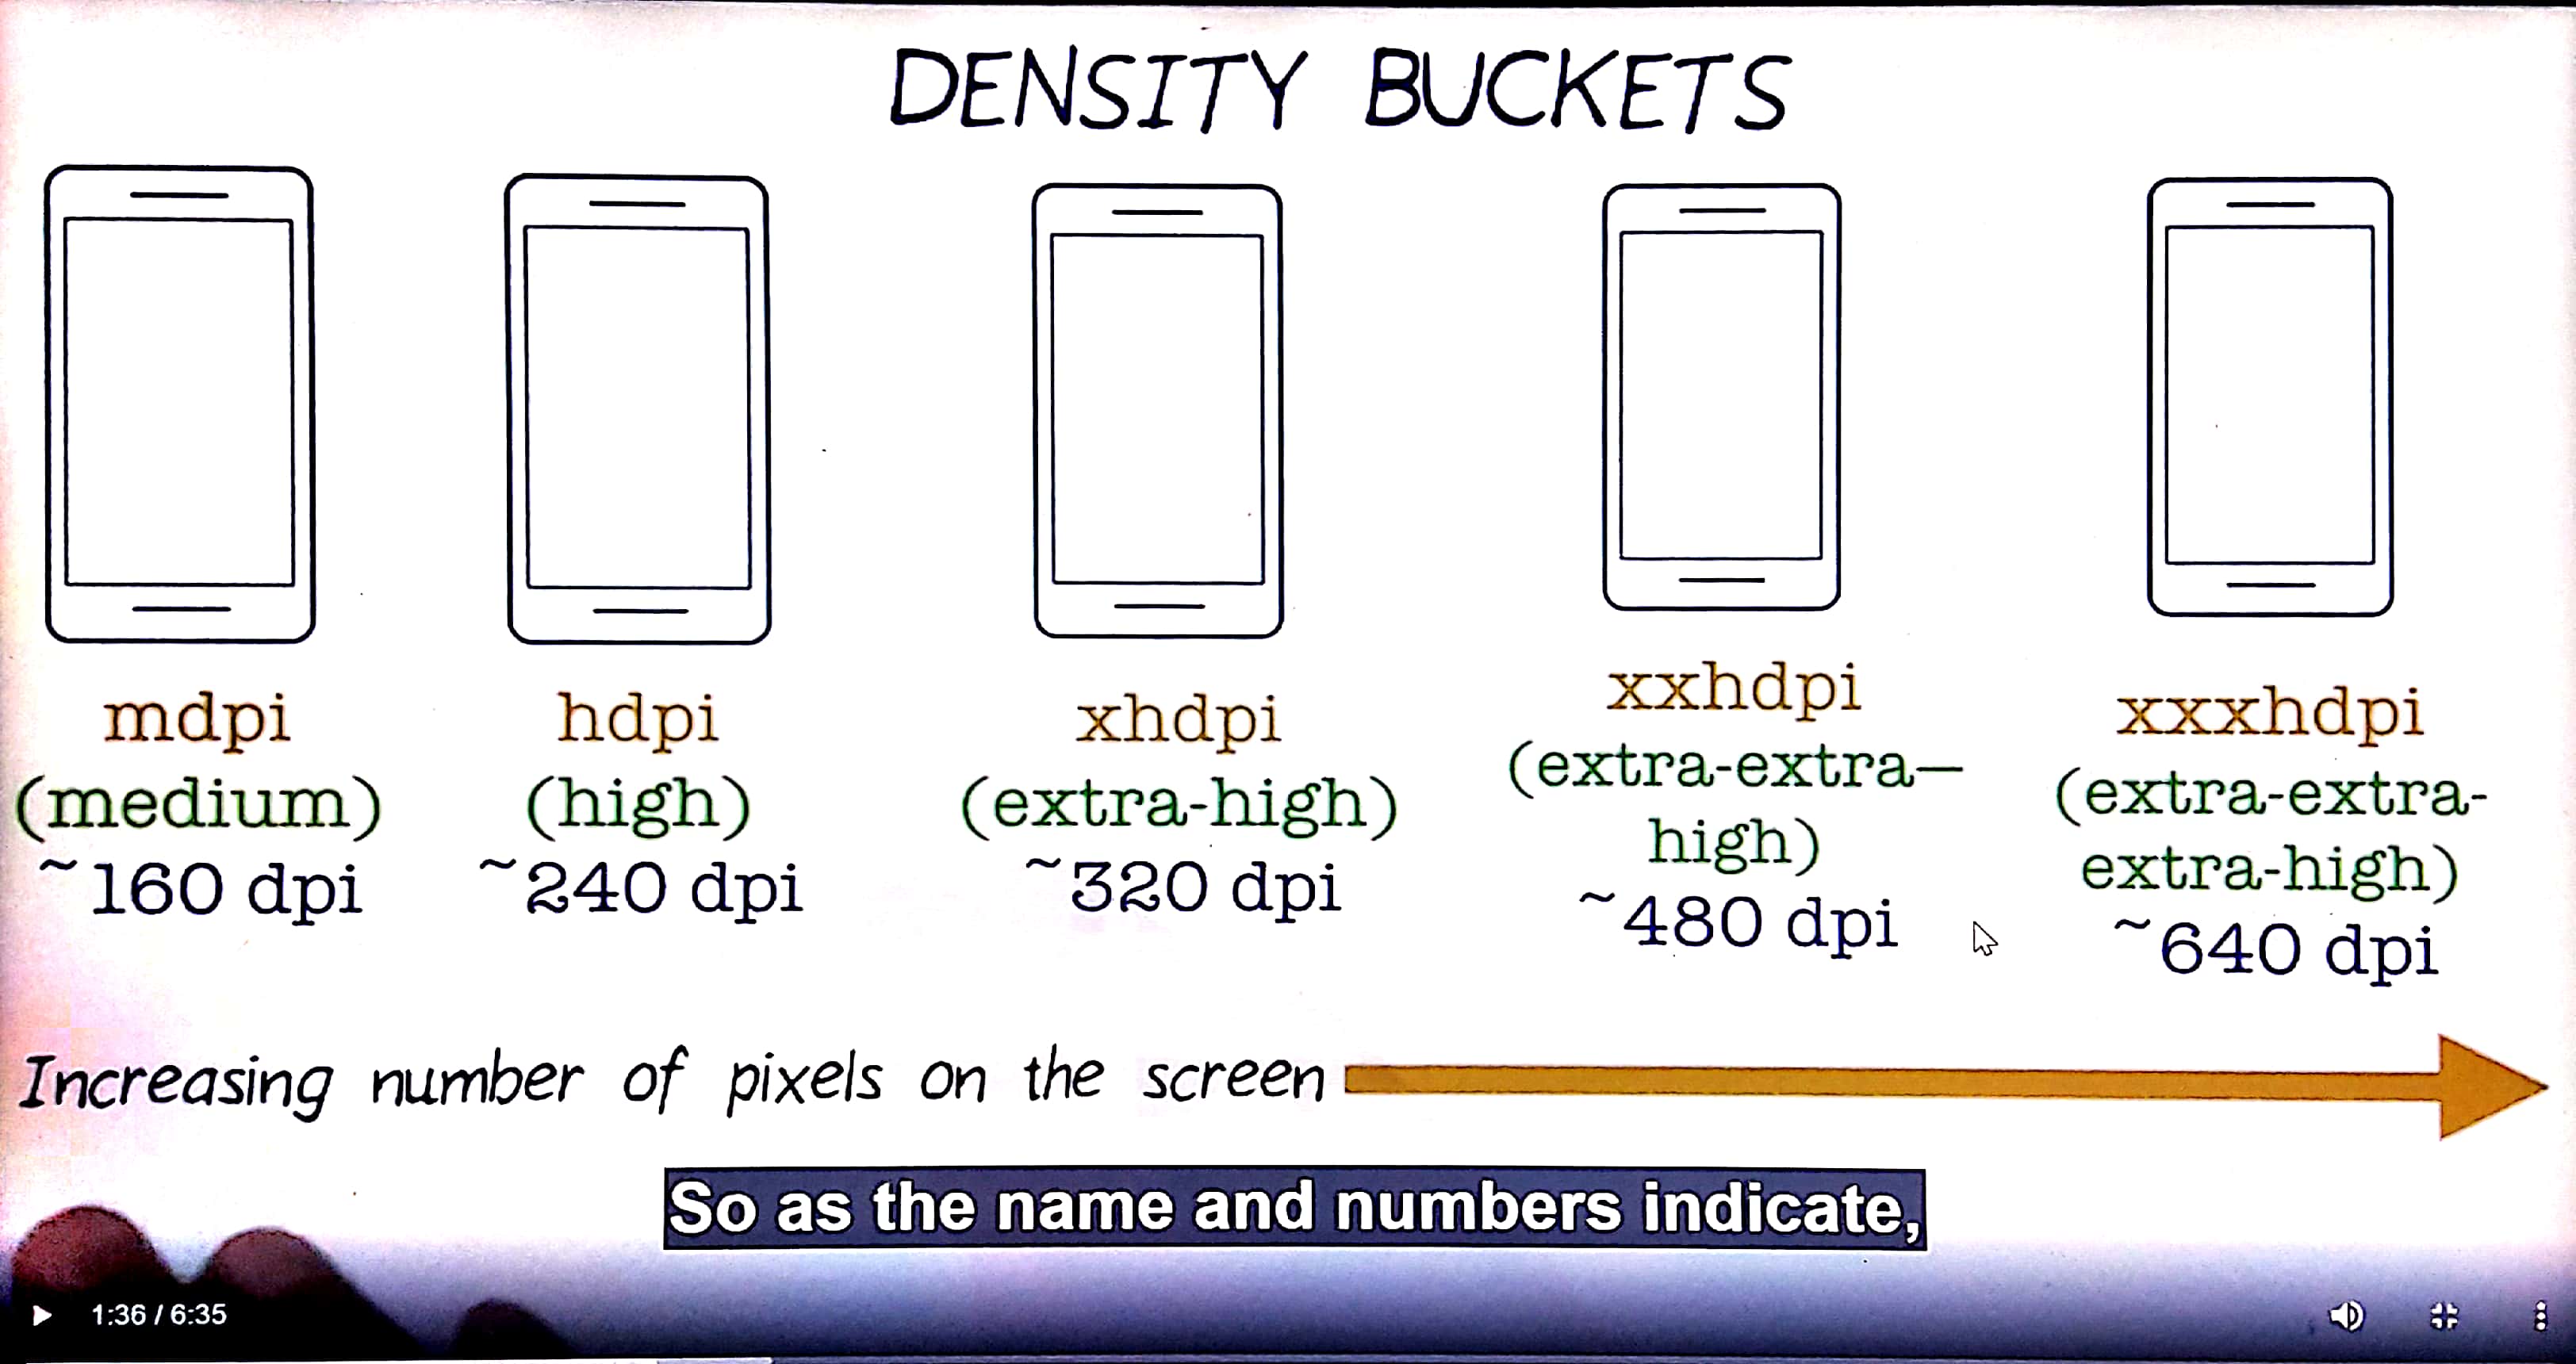 DENSITY BUCKETS
mdpi
(medium)
~160 dpi
hdpi
(high)
~240 dpi
xhdpi
(extra-high)
~320 dpi
xxhdpi
(extra-extra—
high)
~480 dpi
xxxhdpi
(extra-extra-
extra-high)
~640 dpi
Increasing number of pixels on the screen
So as the name and numbers indicate,
1:36 / 6:35